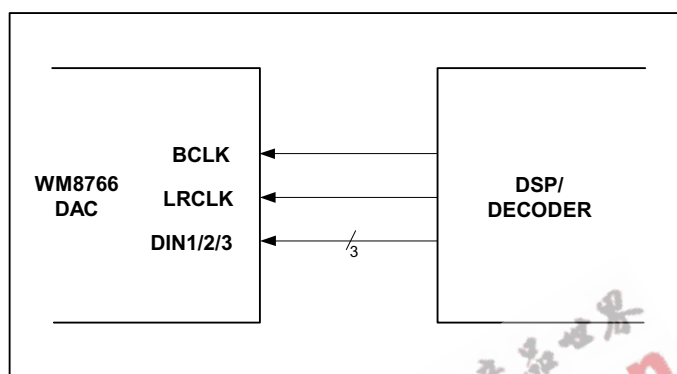 WM8766
DAC
BCLK
LRCLK
DIN1/2/3
3
DSP/
DECODER